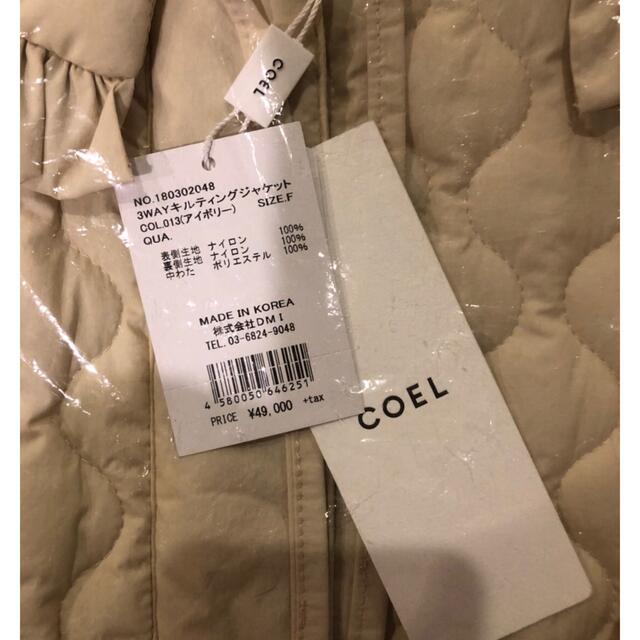 COEL
NO.180302048
3WAYキルティングジャケット
COL.013(アイボリー) SIZE.F
QUA.
表側生地 ナイロン 100%
裏側生地 ナイロン 100%
中わた ポリエステル 100%
MADE IN KOREA
株式会社DMI
TEL. 03-6824-9048
4 580050 646251
PRICE ¥49,000 +tax
COEL